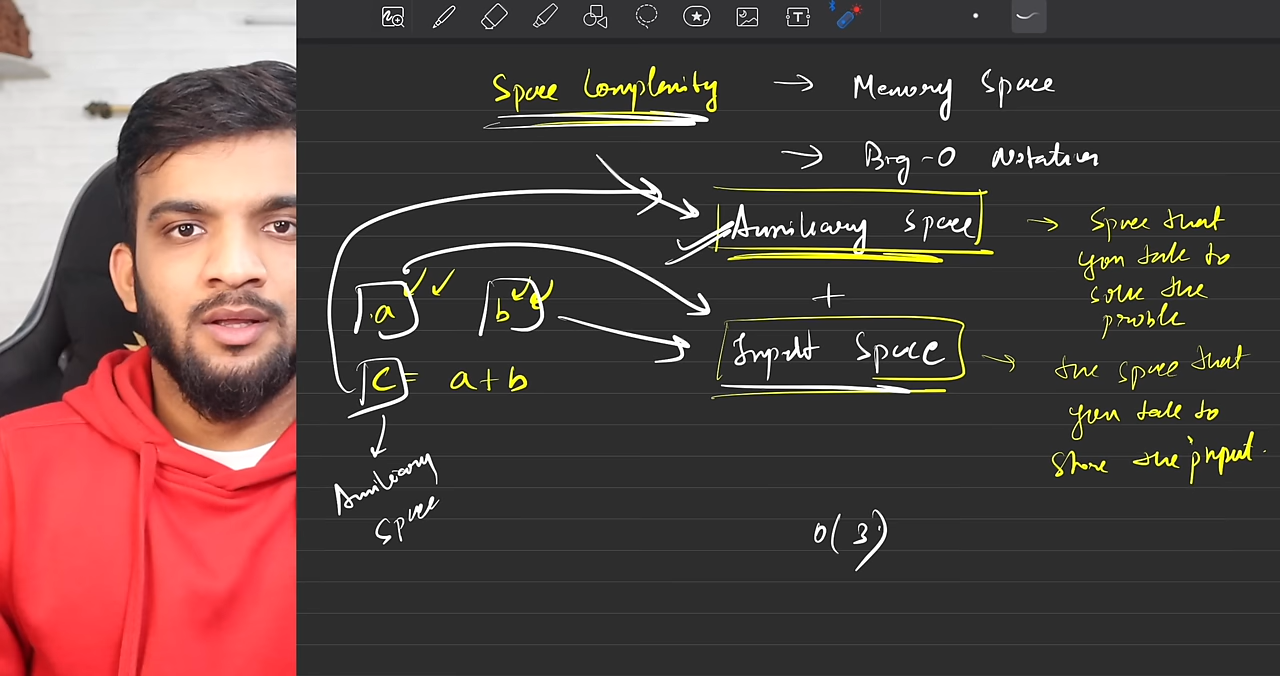 Space Complexity → Memory Space
→ Big-O Notation
Auxiliary Space → Space that
you take to
solve the
proble
+
Input Space → the space that
you take to
store the input.
a b
c = a+b
Auxiliary
Space
O(3)